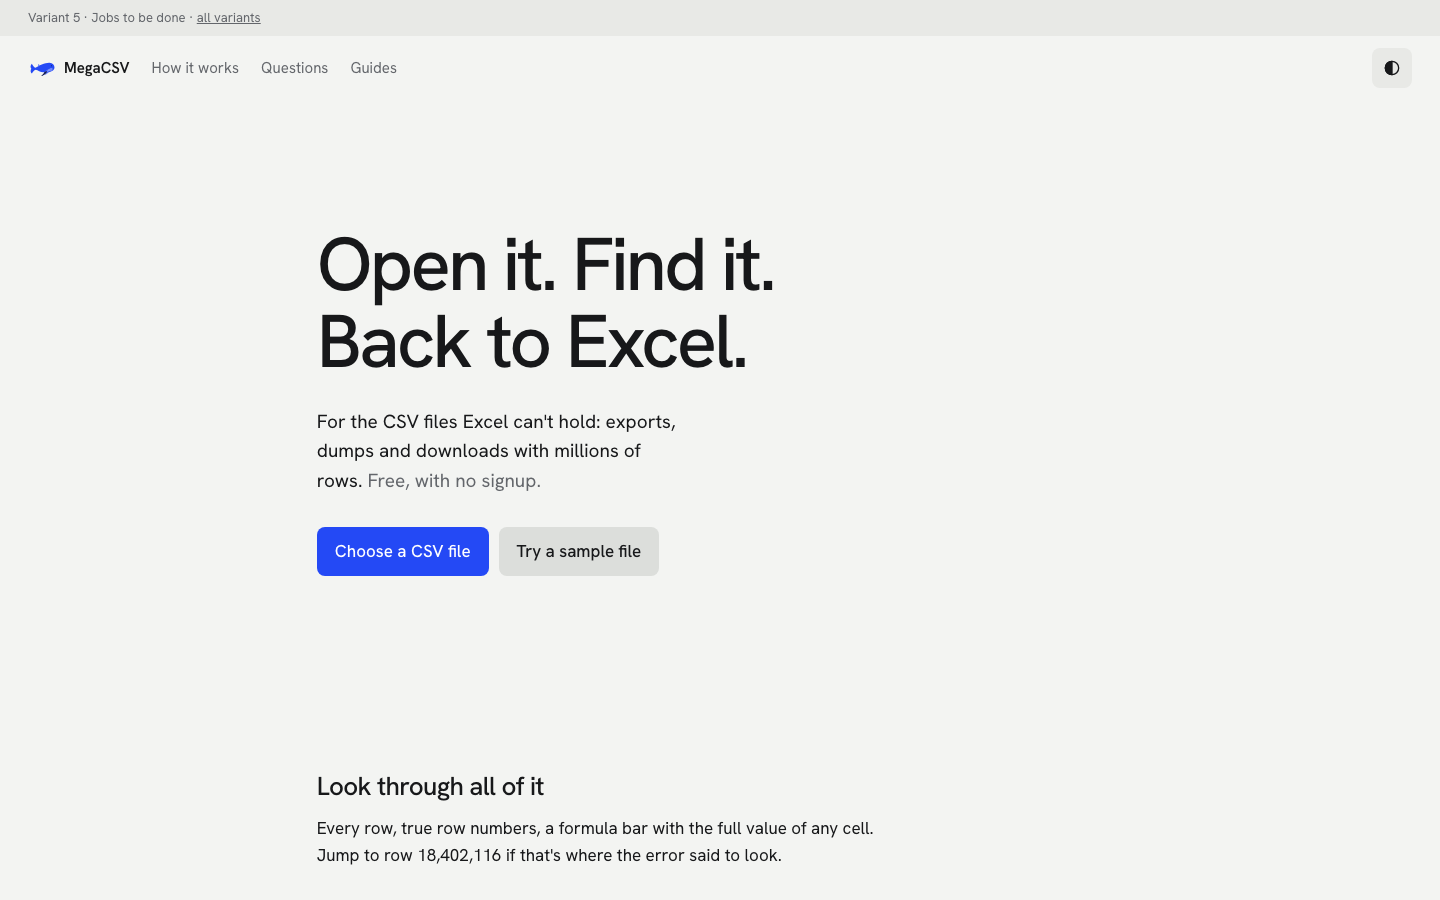 Variant 5 · Jobs to be done · all variants
MegaCSV How it works Questions Guides
Open it. Find it.
Back to Excel.
For the CSV files Excel can't hold: exports,
dumps and downloads with millions of
rows. Free, with no signup.
Choose a CSV file Try a sample file
Look through all of it
Every row, true row numbers, a formula bar with the full value of any cell.
Jump to row 18,402,116 if that's where the error said to look.